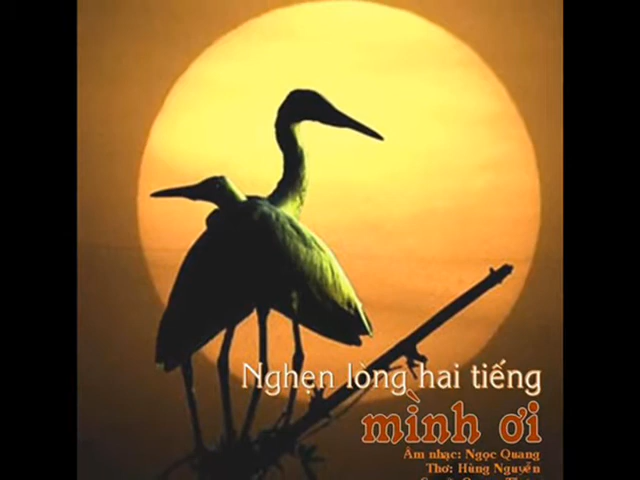 Nghẹn lòng hai tiếng
mình ơi
Âm nhạc: Ngọc Quang
Thơ: Hùng Nguyễn